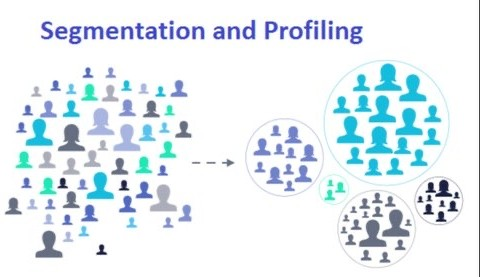 Segmentation and Profiling